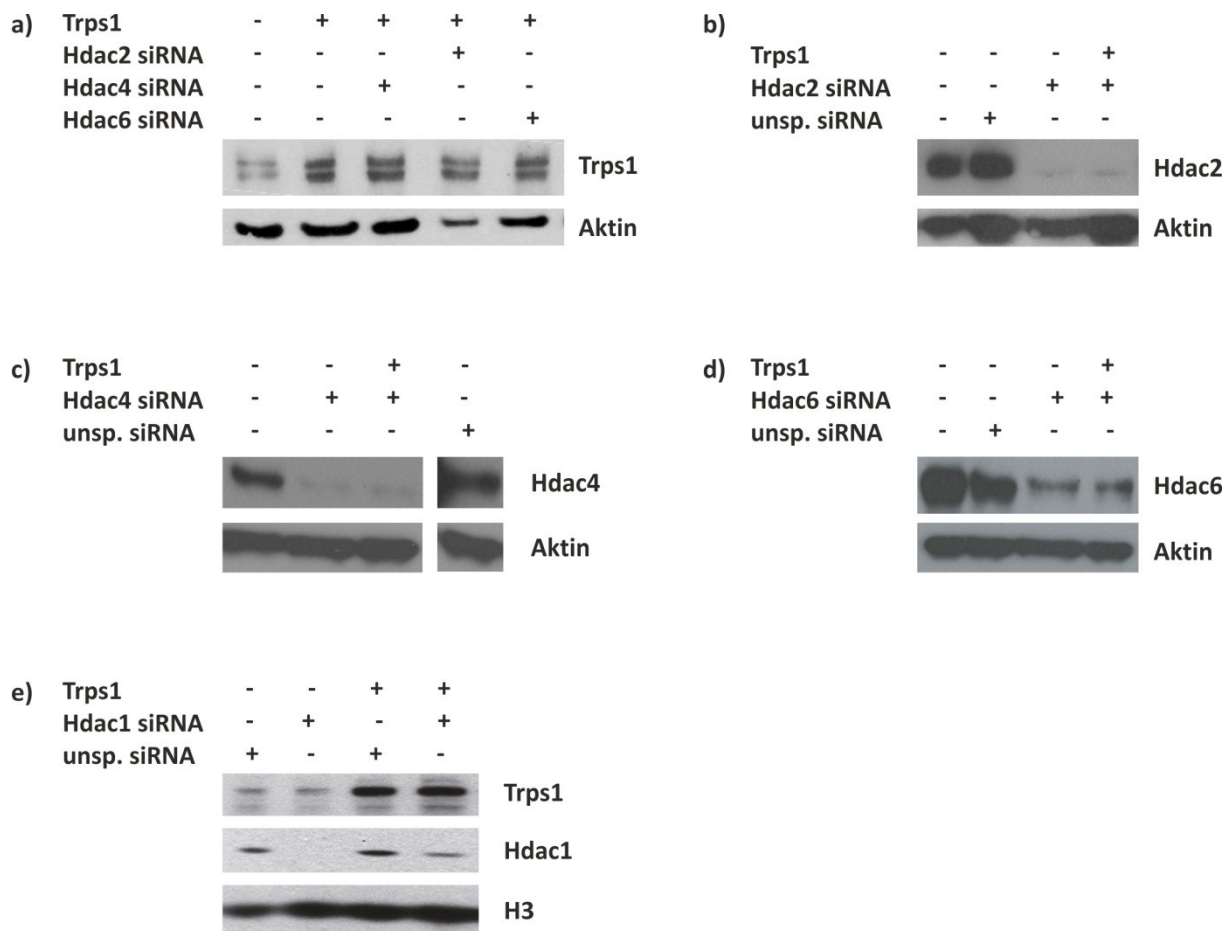 a) Trps1 - + + + +
Hdac2 siRNA - - - + -
Hdac4 siRNA - - + - -
Hdac6 siRNA - - - - +
Trps1
Aktin
b)
Trps1 - - - +
Hdac2 siRNA - - + +
unsp. siRNA - + - -
Hdac2
Aktin
c) Trps1 - - + -
Hdac4 siRNA - + + -
unsp. siRNA - - - +
Hdac4
Aktin
d) Trps1 - - - +
Hdac6 siRNA - - + +
unsp. siRNA - + - -
Hdac6
Aktin
e) Trps1 - - + +
Hdac1 siRNA - + - +
unsp. siRNA + - + -
Trps1
Hdac1
H3